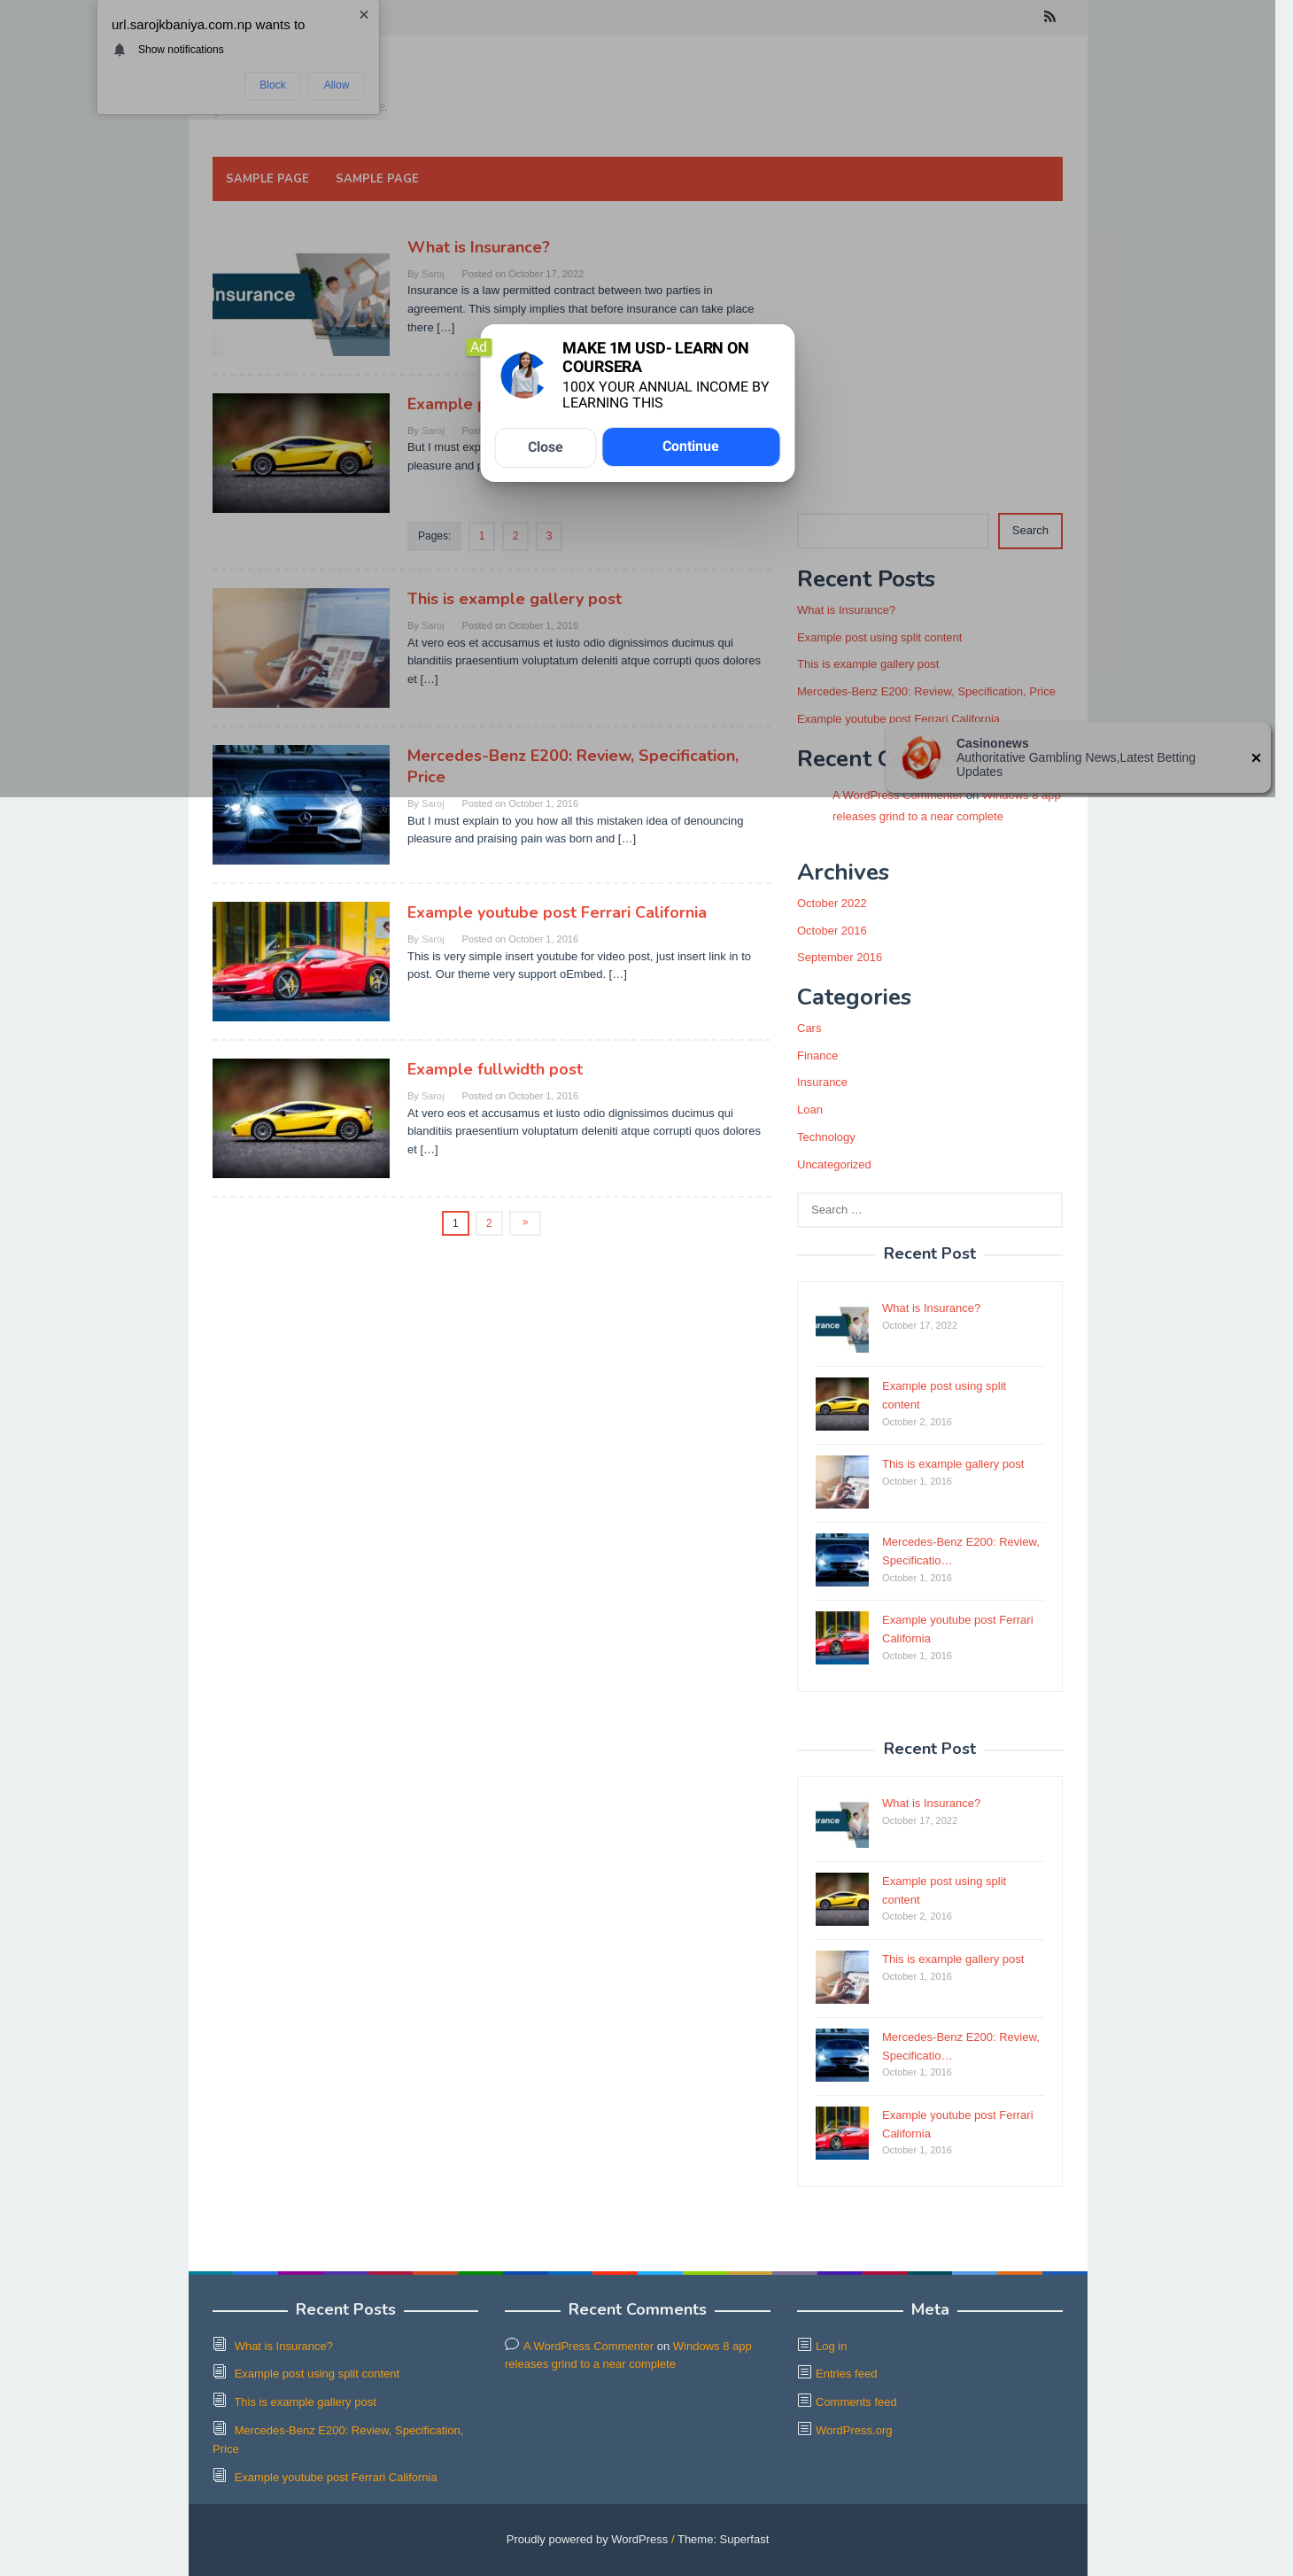 url.sarojkbaniya.com.np wants to
Show notifications
Block
Allow
SAMPLE PAGE
SAMPLE PAGE
Insurance
What is Insurance?
By Saroj Posted on October 17, 2022
Insurance is a law permitted contract between two parties in
agreement. This simply implies that before insurance can take place
there […]
Ad
MAKE 1M USD- LEARN ON
COURSERA
100X YOUR ANNUAL INCOME BY
LEARNING THIS
Close
Continue
Example
By Saroj
But I must
pleasure and
Pages:
1
2
3
This is example gallery post
By Saroj Posted on October 1, 2016
At vero eos et accusamus et iusto odio dignissimos ducimus qui
blanditiis praesentium voluptatum deleniti atque corrupti quos dolores
et […]
Mercedes-Benz E200: Review, Specification,
Price
By Saroj Posted on October 1, 2016
But I must explain to you how all this mistaken idea of denouncing
pleasure and praising pain was born and […]
Example youtube post Ferrari California
By Saroj Posted on October 1, 2016
This is very simple insert youtube for video post, just insert link in to
post. Our theme very support oEmbed. […]
Example fullwidth post
By Saroj Posted on October 1, 2016
At vero eos et accusamus et iusto odio dignissimos ducimus qui
blanditiis praesentium voluptatum deleniti atque corrupti quos dolores
et […]
1
2
»
Search
Recent Posts
What is Insurance?
Example post using split content
This is example gallery post
Mercedes-Benz E200: Review, Specification, Price
Example youtube post Ferrari California
Recent
Casinonews
Authoritative Gambling News,Latest Betting
Updates
A WordPress Commenter on Windows 8 app
releases grind to a near complete
Archives
October 2022
October 2016
September 2016
Categories
Cars
Finance
Insurance
Loan
Technology
Uncategorized
Search …
Recent Post
What is Insurance?
October 17, 2022
Example post using split
content
October 2, 2016
This is example gallery post
October 1, 2016
Mercedes-Benz E200: Review,
Specificatio…
October 1, 2016
Example youtube post Ferrari
California
October 1, 2016
Recent Post
What is Insurance?
October 17, 2022
Example post using split
content
October 2, 2016
This is example gallery post
October 1, 2016
Mercedes-Benz E200: Review,
Specificatio…
October 1, 2016
Example youtube post Ferrari
California
October 1, 2016
Recent Posts
What is Insurance?
Example post using split content
This is example gallery post
Mercedes-Benz E200: Review, Specification,
Price
Example youtube post Ferrari California
Recent Comments
A WordPress Commenter on Windows 8 app
releases grind to a near complete
Meta
Log in
Entries feed
Comments feed
WordPress.org
Proudly powered by WordPress / Theme: Superfast